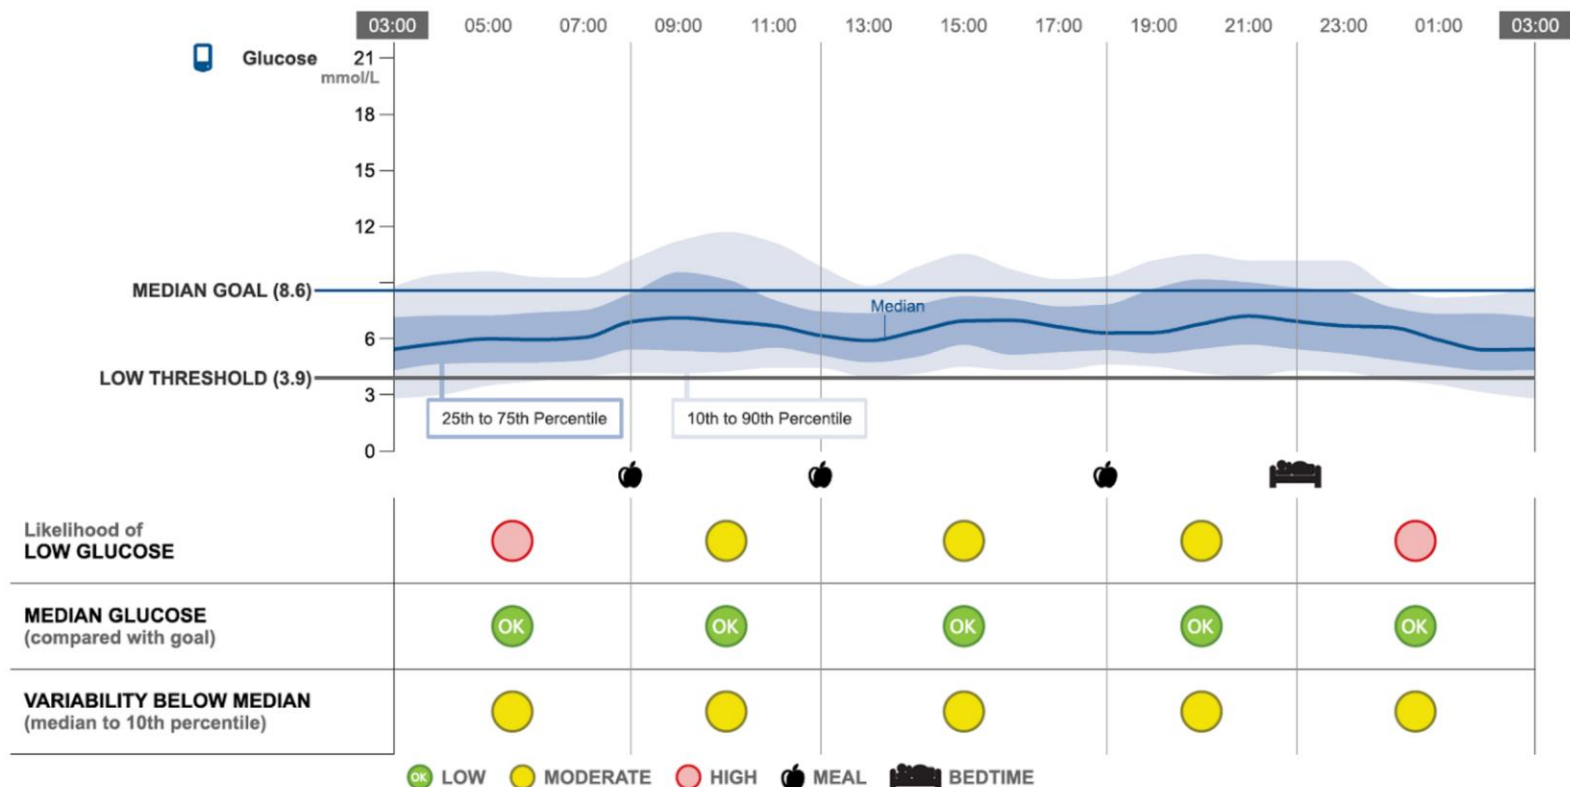 03:00 05:00 07:00 09:00 11:00 13:00 15:00 17:00 19:00 21:00 23:00 01:00 03:00
Glucose 21
mmol/L
18
15
12
MEDIAN GOAL (8.6)
Median
6
LOW THRESHOLD (3.9)
3
25th to 75th Percentile 10th to 90th Percentile
0
Likelihood of
LOW GLUCOSE
MEDIAN GLUCOSE OK OK OK OK OK
(compared with goal)
VARIABILITY BELOW MEDIAN
(median to 10th percentile)
OK LOW MODERATE HIGH MEAL BEDTIME